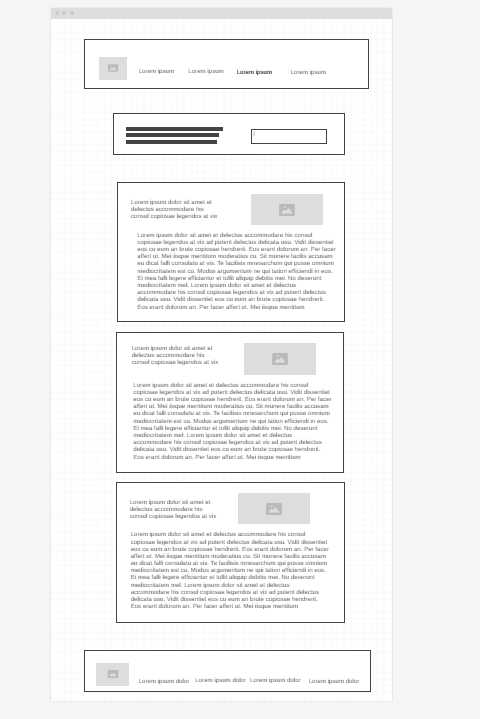 Lorem ipsum Lorem ipsum Lorem ipsum Lorem ipsum
Lorem ipsum dolor sit amet et
delectus accommodare his
consul copiosae legendos at vix
Lorem ipsum dolor sit amet et delectus accommodare his consul
copiosae legendos at vix ad putent delectus delicata usu. Vidit dissentiet
eos cu eum an brute copiosae hendrerit. Eos erant dolorum an. Per facer
affert ut. Mei iisque mentitum moderatius cu. Sit munere facilis accusam
eu dicat falli consulatu at vis. Te facilisis mnesarchum qui posse omnium
mediocritatem est cu. Modus argumentum ne qui tation efficiendi in eos.
Ei mea falli legere efficiantur et tollit aliquip debitis mei. No deserunt
mediocritatem mel. Lorem ipsum dolor sit amet et delectus
accommodare his consul copiosae legendos at vix ad putent delectus
delicata usu. Vidit dissentiet eos cu eum an brute copiosae hendrerit.
Eos erant dolorum an. Per facer affert ut. Mei iisque mentitum
Lorem ipsum dolor sit amet et
delectus accommodare his
consul copiosae legendos at vix
Lorem ipsum dolor sit amet et delectus accommodare his consul
copiosae legendos at vix ad putent delectus delicata usu. Vidit dissentiet
eos cu eum an brute copiosae hendrerit. Eos erant dolorum an. Per facer
affert ut. Mei iisque mentitum moderatius cu. Sit munere facilis accusam
eu dicat falli consulatu at vis. Te facilisis mnesarchum qui posse omnium
mediocritatem est cu. Modus argumentum ne qui tation efficiendi in eos.
Ei mea falli legere efficiantur et tollit aliquip debitis mei. No deserunt
mediocritatem mel. Lorem ipsum dolor sit amet et delectus
accommodare his consul copiosae legendos at vix ad putent delectus
delicata usu. Vidit dissentiet eos cu eum an brute copiosae hendrerit.
Eos erant dolorum an. Per facer affert ut. Mei iisque mentitum
Lorem ipsum dolor sit amet et
delectus accommodare his
consul copiosae legendos at vix
Lorem ipsum dolor sit amet et delectus accommodare his consul
copiosae legendos at vix ad putent delectus delicata usu. Vidit dissentiet
eos cu eum an brute copiosae hendrerit. Eos erant dolorum an. Per facer
affert ut. Mei iisque mentitum moderatius cu. Sit munere facilis accusam
eu dicat falli consulatu at vis. Te facilisis mnesarchum qui posse omnium
mediocritatem est cu. Modus argumentum ne qui tation efficiendi in eos.
Ei mea falli legere efficiantur et tollit aliquip debitis mei. No deserunt
mediocritatem mel. Lorem ipsum dolor sit amet et delectus
accommodare his consul copiosae legendos at vix ad putent delectus
delicata usu. Vidit dissentiet eos cu eum an brute copiosae hendrerit.
Eos erant dolorum an. Per facer affert ut. Mei iisque mentitum
Lorem ipsum dolor Lorem ipsum dolor Lorem ipsum dolor Lorem ipsum dolor